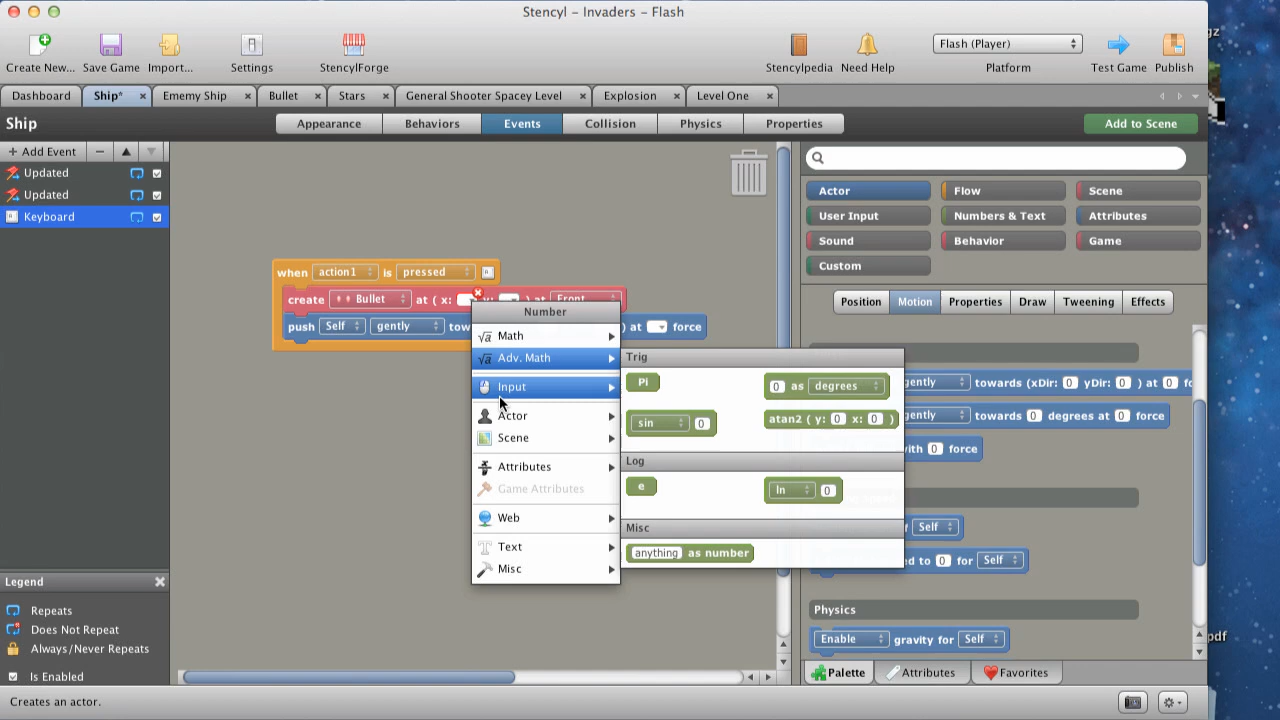 Stencyl – Invaders – Flash
Create New... Save Game Import... Settings StencylForge Stencylpedia Need Help Flash (Player) Platform Test Game Publish
gz
Dashboard Ship* Ememy Ship Bullet Stars General Shooter Spacey Level Explosion Level One
Ship Appearance Behaviors Events Collision Physics Properties Add to Scene
+ Add Event
Updated
Updated
Keyboard
when action1 is pressed
create Bullet at ( x: y: ) at Front
push Self gently tow ) at force
Number
Math
Adv. Math
Input
Actor
Scene
Attributes
Game Attributes
Web
Text
Misc
Trig
Pi 0 as degrees
sin 0 atan2 ( y: 0 x: 0 )
Log
e ln 0
Misc
anything as number
Actor Flow Scene
User Input Numbers & Text Attributes
Sound Behavior Game
Custom
Position Motion Properties Draw Tweening Effects
gently towards (xDir: 0 yDir: 0 ) at 0 fo
gently towards 0 degrees at 0 force
with 0 force
f Self
ed to 0 for Self
Physics
Enable gravity for Self
pdf
Palette Attributes Favorites
Legend
Repeats
Does Not Repeat
Always/Never Repeats
Is Enabled
Creates an actor.